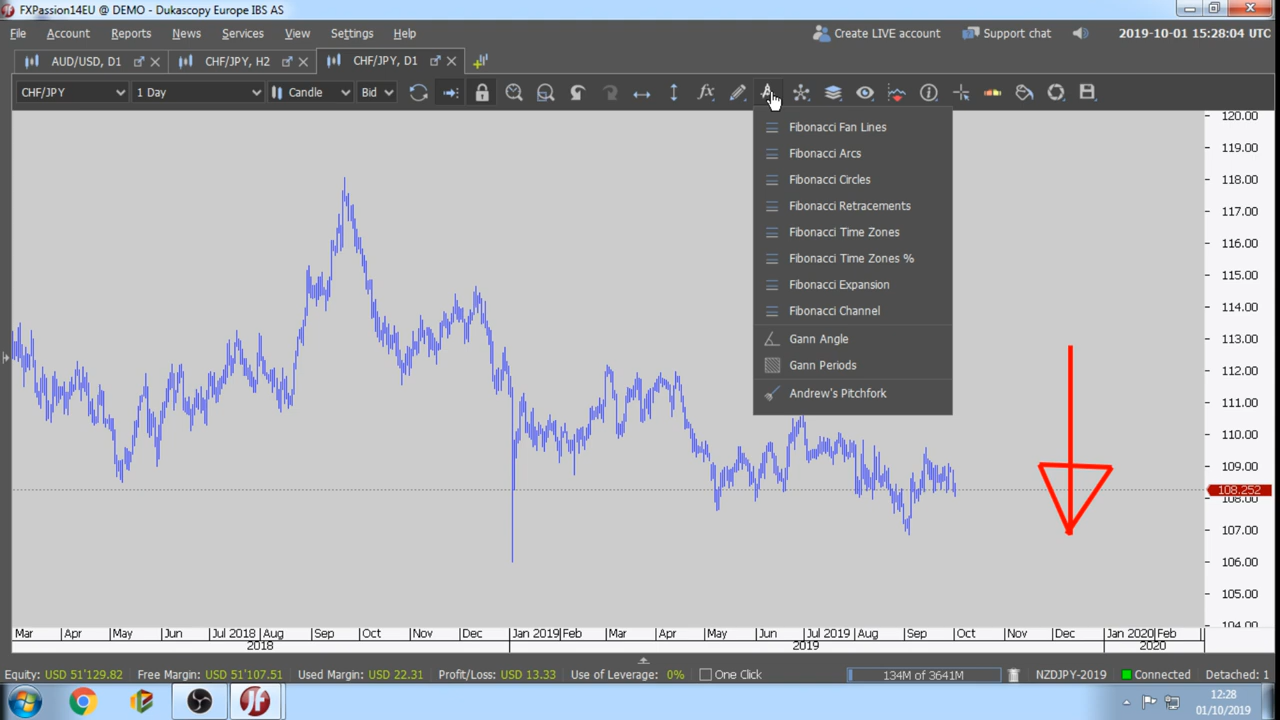 FXPassion14EU @ DEMO - Dukascopy Europe IBS AS
File Account Reports News Services View Settings Help Create LIVE account Support chat 2019-10-01 15:28:04 UTC
AUD/USD, D1 CHF/JPY, H2 CHF/JPY, D1
CHF/JPY 1 Day Candle Bid
Fibonacci Fan Lines
Fibonacci Arcs
Fibonacci Circles
Fibonacci Retracements
Fibonacci Time Zones
Fibonacci Time Zones %
Fibonacci Expansion
Fibonacci Channel
Gann Angle
Gann Periods
Andrew's Pitchfork
120.00
119.00
118.00
117.00
116.00
115.00
114.00
113.00
112.00
111.00
110.00
109.00
108.252
108.00
107.00
106.00
105.00
104.00
Mar Apr May Jun Jul 2018 Aug Sep Oct Nov Dec Jan 2019 Feb Mar Apr May Jun Jul 2019 Aug Sep Oct Nov Dec Jan 2020 Feb
2018 2019 2020
Equity: USD 51'129.82 Free Margin: USD 51'107.51 Used Margin: USD 22.31 Profit/Loss: USD 13.33 Use of Leverage: 0% One Click 134M of 3641M NZDJPY-2019 Connected Detached: 1
12:28
01/10/2019